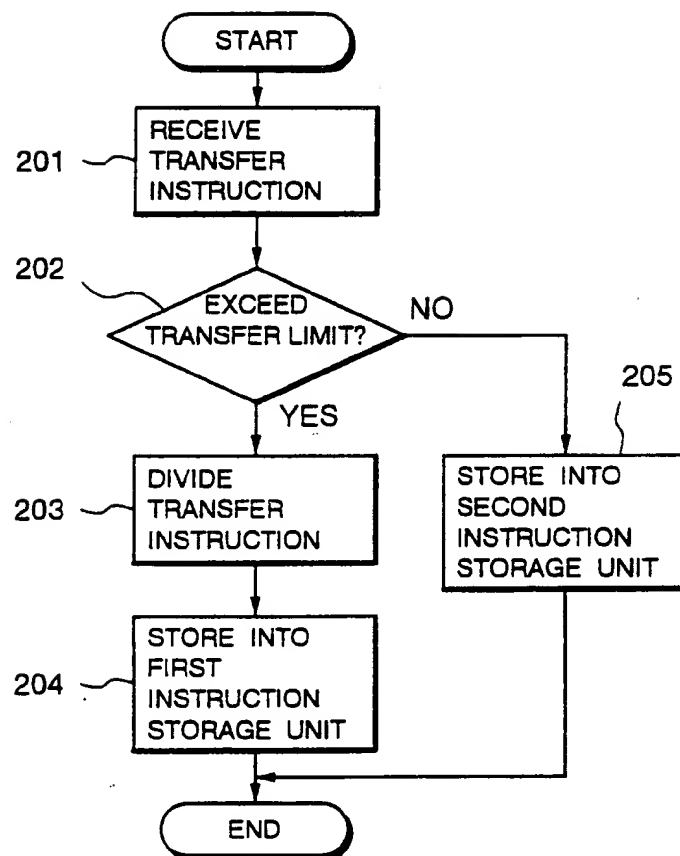 START
201
RECEIVE
TRANSFER
INSTRUCTION
202
EXCEED
TRANSFER LIMIT?
NO
YES
203
DIVIDE
TRANSFER
INSTRUCTION
205
STORE INTO
SECOND
INSTRUCTION
STORAGE UNIT
204
STORE INTO
FIRST
INSTRUCTION
STORAGE UNIT
END